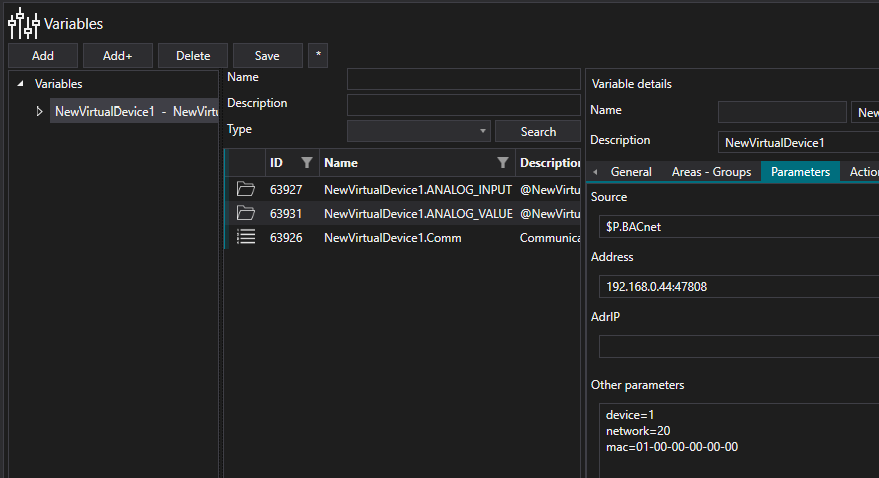 Variables
Add Add+ Delete Save *
Variables
NewVirtualDevice1 - NewVirtu
Name
Description
Type
Search
ID Name Description
63927 NewVirtualDevice1.ANALOG_INPUT @NewVirtu
63931 NewVirtualDevice1.ANALOG_VALUE @NewVirtu
63926 NewVirtualDevice1.Comm Communica
Variable details
Name New
Description NewVirtualDevice1
General Areas - Groups Parameters Action
Source
$P.BACnet
Address
192.168.0.44:47808
AdrIP
Other parameters
device=1
network=20
mac=01-00-00-00-00-00